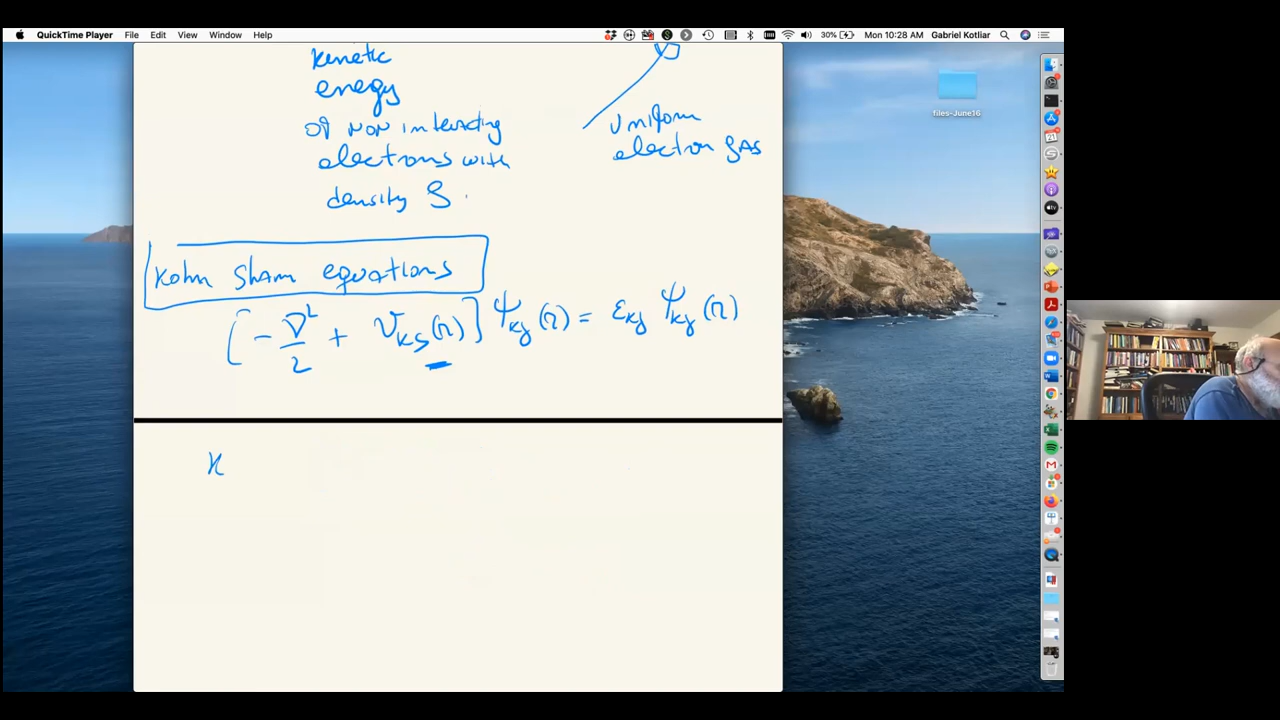 QuickTime Player File Edit View Window Help 30% Mon 10:28 AM Gabriel Kotliar
files-June16
kinetic
energy
of non interacting
electrons with
density ρ
Uniform
electron gas
Kohn Sham equations
[-∇²/2 + V_KS(r)] ψ_kj(r) = ε_kj ψ_kj(r)
K